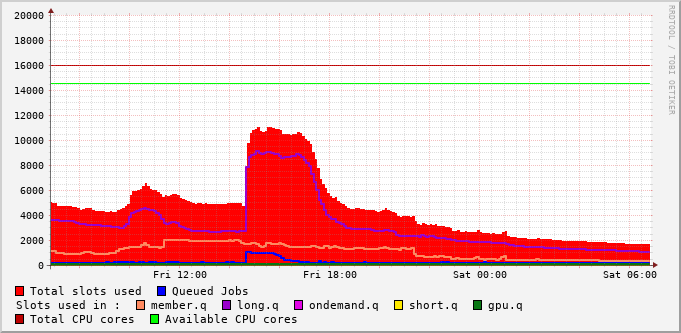 20000
18000
16000
14000
12000
10000
8000
6000
4000
2000
0
Fri 12:00 Fri 18:00 Sat 00:00 Sat 06:00
RRDTOOL / TOBI OETIKER
Total slots used Queued Jobs
Slots used in : member.q long.q ondemand.q short.q gpu.q
Total CPU cores Available CPU cores